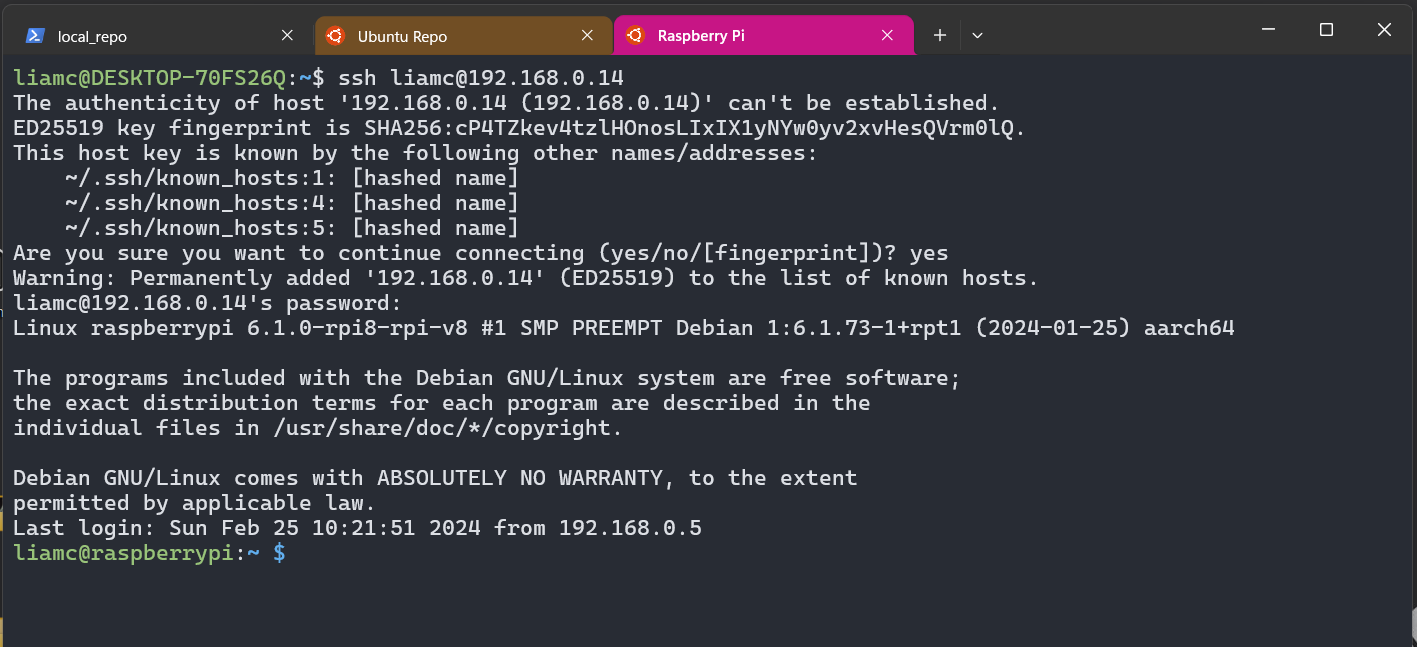 local_repo
Ubuntu Repo
Raspberry Pi
liamc@DESKTOP-70FS26Q:~$ ssh liamc@192.168.0.14
The authenticity of host '192.168.0.14 (192.168.0.14)' can't be established.
ED25519 key fingerprint is SHA256:cP4TZkev4tzlHOnosLIxIX1yNYw0yv2xvHesQVrm0lQ.
This host key is known by the following other names/addresses:
    ~/.ssh/known_hosts:1: [hashed name]
    ~/.ssh/known_hosts:4: [hashed name]
    ~/.ssh/known_hosts:5: [hashed name]
Are you sure you want to continue connecting (yes/no/[fingerprint])? yes
Warning: Permanently added '192.168.0.14' (ED25519) to the list of known hosts.
liamc@192.168.0.14's password:
Linux raspberrypi 6.1.0-rpi8-rpi-v8 #1 SMP PREEMPT Debian 1:6.1.73-1+rpt1 (2024-01-25) aarch64

The programs included with the Debian GNU/Linux system are free software;
the exact distribution terms for each program are described in the
individual files in /usr/share/doc/*/copyright.

Debian GNU/Linux comes with ABSOLUTELY NO WARRANTY, to the extent
permitted by applicable law.
Last login: Sun Feb 25 10:21:51 2024 from 192.168.0.5
liamc@raspberrypi:~ $